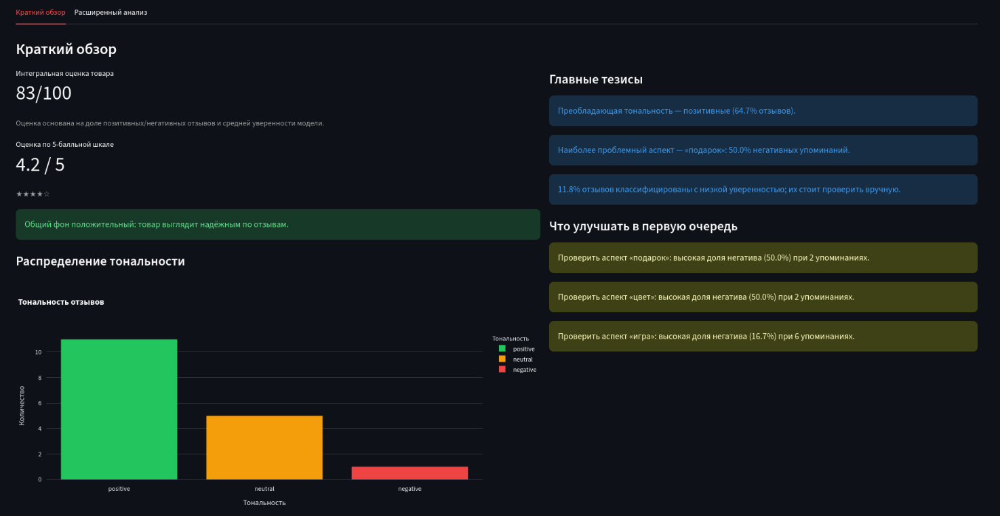 Краткий обзор
Расширенный анализ
Краткий обзор
Интегральная оценка товара
83/100
Оценка основана на доле позитивных/негативных отзывов и средней уверенности модели.
Оценка по 5-балльной шкале
4.2 / 5
★★★★☆
Общий фон положительный: товар выглядит надёжным по отзывам.
Распределение тональности
Тональность отзывов
Тональность
positive
neutral
negative
Количество
10
8
6
4
2
0
positive
neutral
negative
Тональность
Главные тезисы
Преобладающая тональность — позитивные (64.7% отзывов).
Наиболее проблемный аспект — «подарок»: 50.0% негативных упоминаний.
11.8% отзывов классифицированы с низкой уверенностью; их стоит проверить вручную.
Что улучшать в первую очередь
Проверить аспект «подарок»: высокая доля негатива (50.0%) при 2 упоминаниях.
Проверить аспект «цвет»: высокая доля негатива (50.0%) при 2 упоминаниях.
Проверить аспект «игра»: высокая доля негатива (16.7%) при 6 упоминаниях.